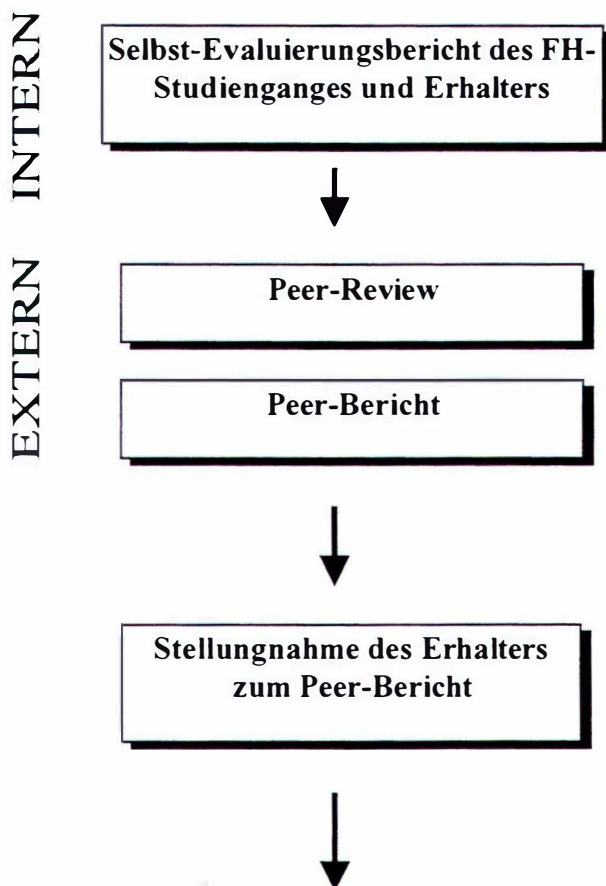 INTERN
Selbst-Evaluierungsbericht des FH-
Studienganges und Erhalters
EXTERN
Peer-Review
Peer-Bericht
Stellungnahme des Erhalters
zum Peer-Bericht